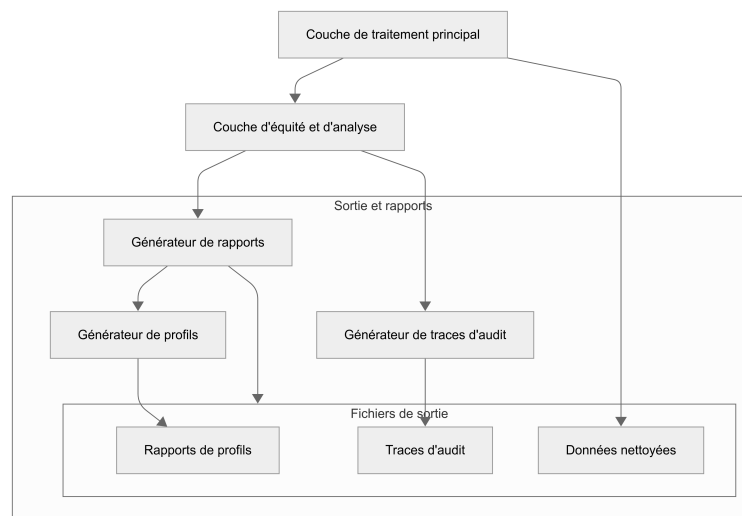 Couche de traitement principal
Couche d'équité et d'analyse
Sortie et rapports
Générateur de rapports
Générateur de profils
Générateur de traces d'audit
Fichiers de sortie
Rapports de profils
Traces d'audit
Données nettoyées